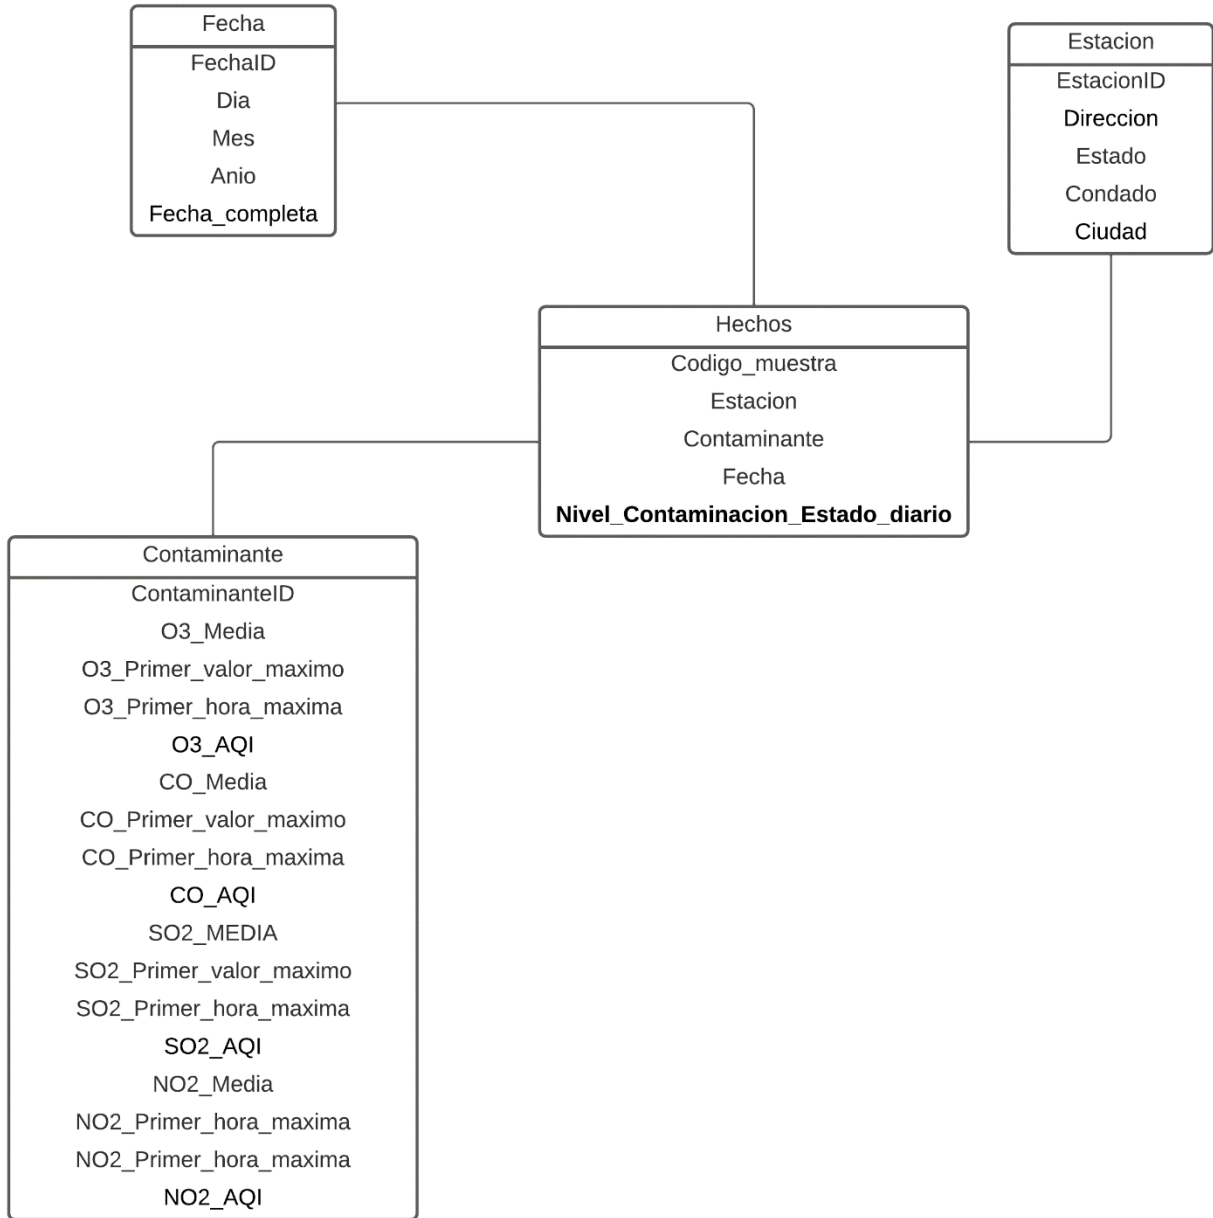 Fecha
FechaID
Dia
Mes
Anio
Fecha_completa
Estacion
EstacionID
Direccion
Estado
Condado
Ciudad
Hechos
Codigo_muestra
Estacion
Contaminante
Fecha
Nivel_Contaminacion_Estado_diario
Contaminante
ContaminanteID
O3_Media
O3_Primer_valor_maximo
O3_Primer_hora_maxima
O3_AQI
CO_Media
CO_Primer_valor_maximo
CO_Primer_hora_maxima
CO_AQI
SO2_MEDIA
SO2_Primer_valor_maximo
SO2_Primer_hora_maxima
SO2_AQI
NO2_Media
NO2_Primer_hora_maxima
NO2_Primer_hora_maxima
NO2_AQI